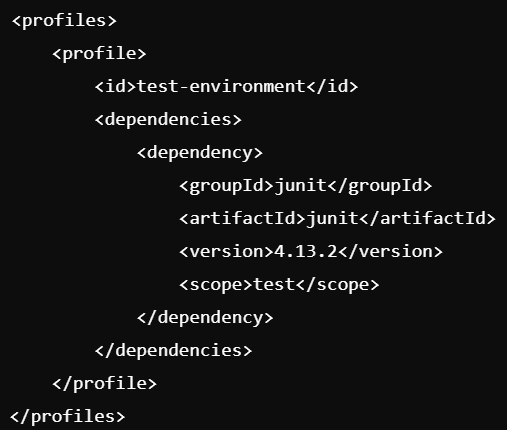 <profiles>
    <profile>
        <id>test-environment</id>
        <dependencies>
            <dependency>
                <groupId>junit</groupId>
                <artifactId>junit</artifactId>
                <version>4.13.2</version>
                <scope>test</scope>
            </dependency>
        </dependencies>
    </profile>
</profiles>